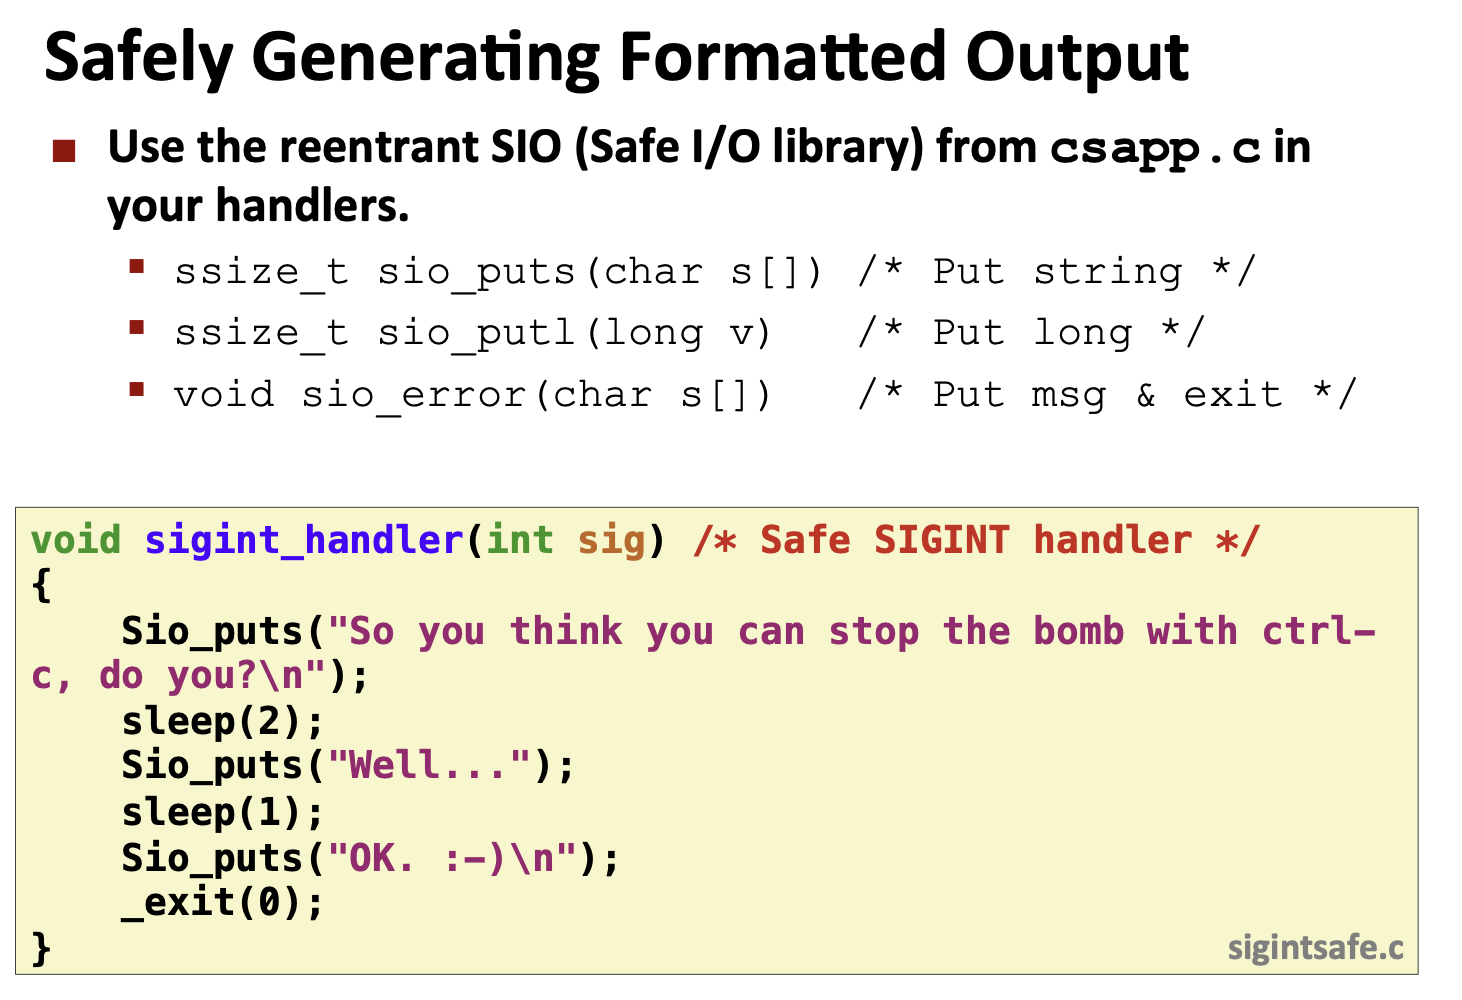 Safely Generating Formatted Output
Use the reentrant SIO (Safe I/O library) from csapp.c in
your handlers.
ssize_t sio_puts(char s[]) /* Put string */
ssize_t sio_putl(long v)   /* Put long */
void sio_error(char s[])   /* Put msg & exit */
void sigint_handler(int sig) /* Safe SIGINT handler */
{
    Sio_puts("So you think you can stop the bomb with ctrl-
c, do you?\n");
    sleep(2);
    Sio_puts("Well...");
    sleep(1);
    Sio_puts("OK. :-)\n");
    _exit(0);
}
sigintsafe.c